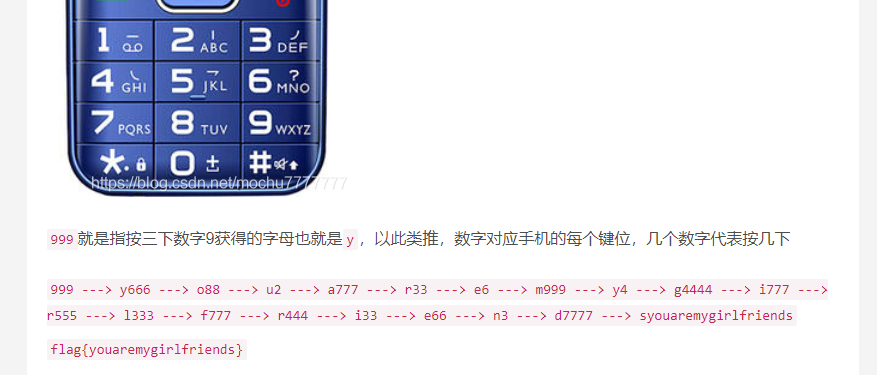 1
2 ABC
3 DEF
4 GHI
5 JKL
6 MNO
7 PQRS
8 TUV
9 WXYZ
*.
0
#
https://blog.csdn.net/mochu7777777
999 就是指按三下数字9获得的字母也就是 y ，以此类推，数字对应手机的每个键位，几个数字代表按几下
999 ---> y666 ---> o88 ---> u2 ---> a777 ---> r33 ---> e6 ---> m999 ---> y4 ---> g4444 ---> i777 --->
r555 ---> l333 ---> f777 ---> r444 ---> i33 ---> e66 ---> n3 ---> d7777 ---> syouaremygirlfriends
flag{youaremygirlfriends}